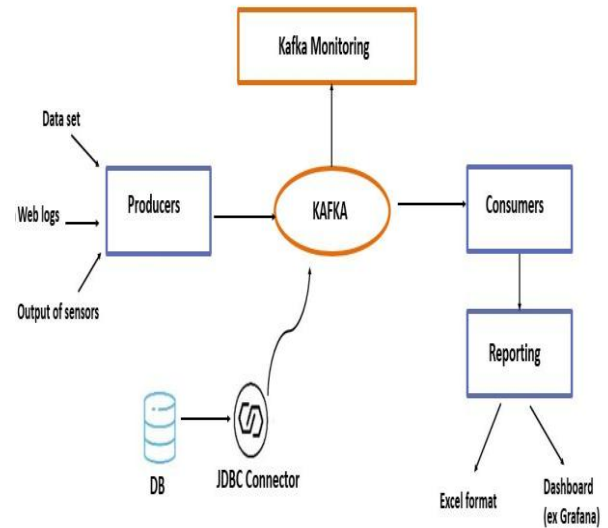 Kafka Monitoring
Data set
Web logs
Output of sensors
Producers
KAFKA
Consumers
Reporting
DB
JDBC Connector
Excel format
Dashboard
(ex Grafana)